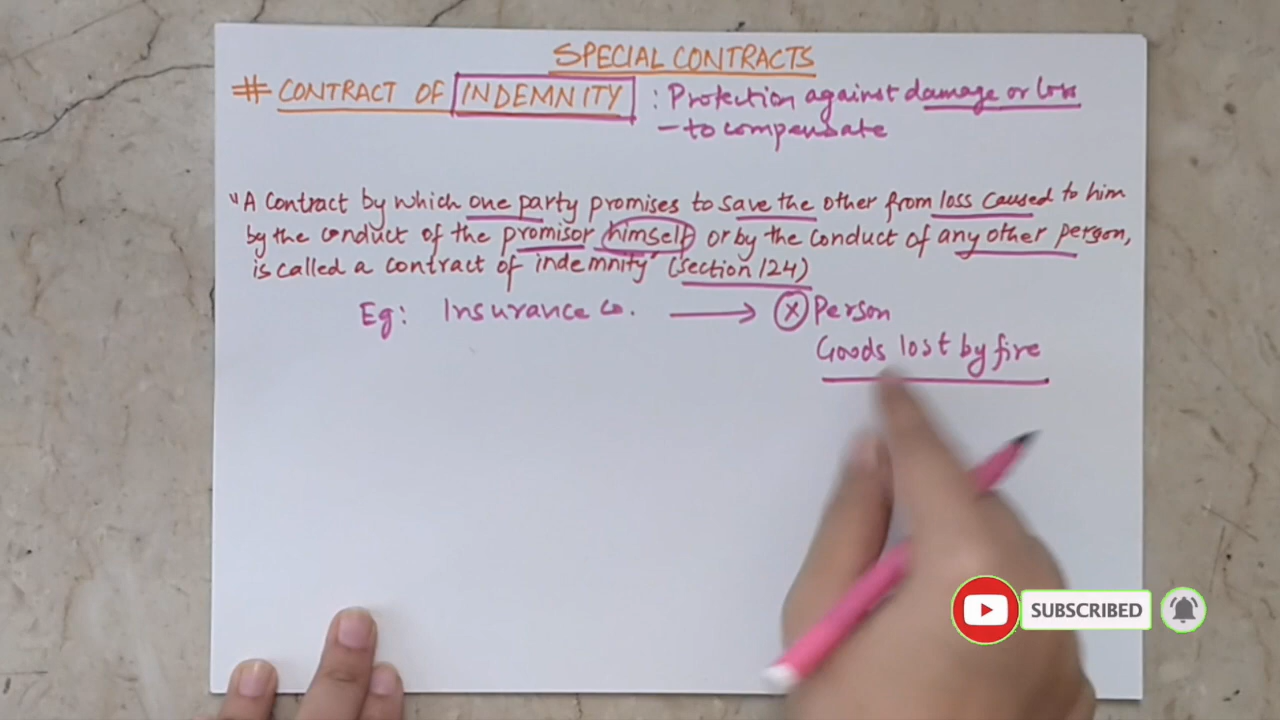 SPECIAL CONTRACTS
# CONTRACT OF INDEMNITY : Protection against damage or loss
- to compensate
"A contract by which one party promises to save the other from loss caused to him
by the conduct of the promisor himself or by the conduct of any other person,
is called a contract of indemnity" (section 124)
Eg: Insurance Co. → X Person
Goods lost by fire
SUBSCRIBED